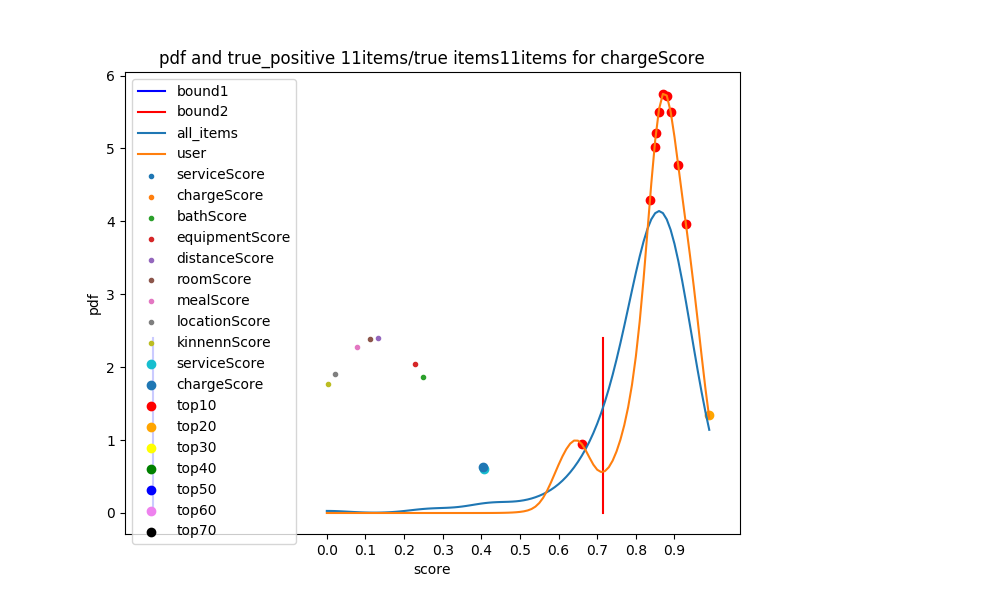 pdf and true_positive 11items/true items11items for chargeScore
6
5
4
3
2
1
0
pdf
bound1
bound2
all_items
user
serviceScore
chargeScore
bathScore
equipmentScore
distanceScore
roomScore
mealScore
locationScore
kinnennScore
serviceScore
chargeScore
top10
top20
top30
top40
top50
top60
top70
0.0 0.1 0.2 0.3 0.4 0.5 0.6 0.7 0.8 0.9
score